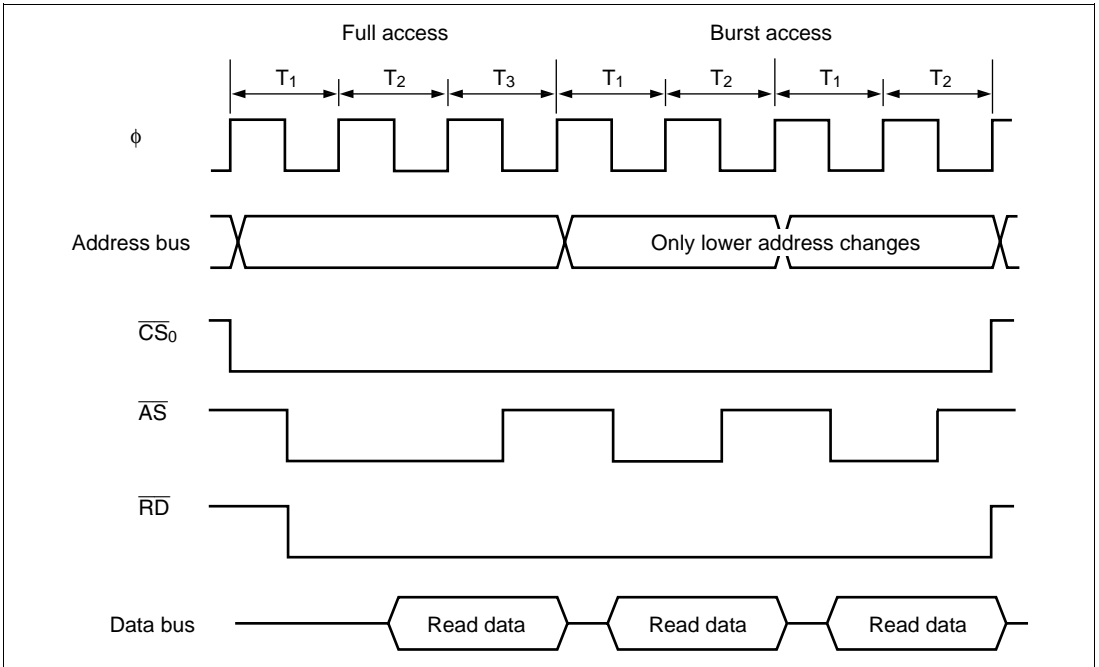 Full access Burst access
T1 T2 T3 T1 T2 T1 T2
ϕ
Address bus Only lower address changes
CS0
AS
RD
Data bus Read data Read data Read data